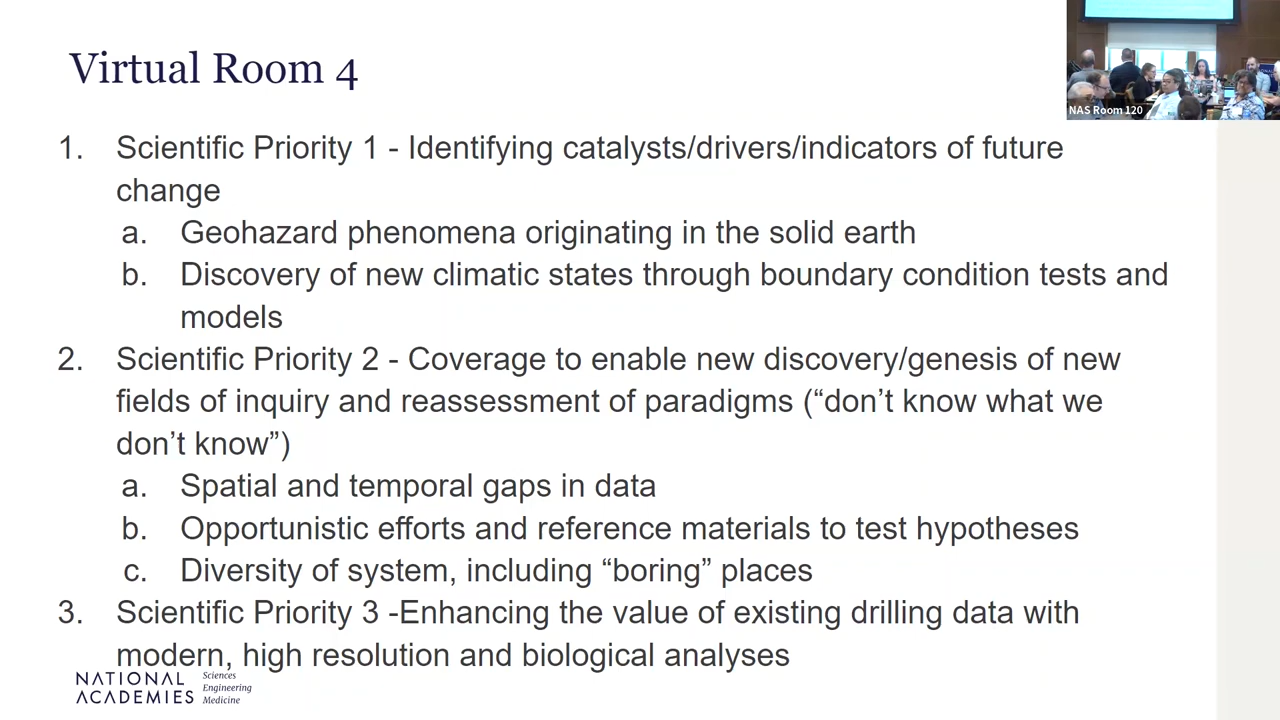 Virtual Room 4
NAS Room 120
1. Scientific Priority 1 - Identifying catalysts/drivers/indicators of future
change
a. Geohazard phenomena originating in the solid earth
b. Discovery of new climatic states through boundary condition tests and
models
2. Scientific Priority 2 - Coverage to enable new discovery/genesis of new
fields of inquiry and reassessment of paradigms (“don’t know what we
don’t know”)
a. Spatial and temporal gaps in data
b. Opportunistic efforts and reference materials to test hypotheses
c. Diversity of system, including “boring” places
3. Scientific Priority 3 -Enhancing the value of existing drilling data with
modern, high resolution and biological analyses
NATIONAL
ACADEMIES
Sciences
Engineering
Medicine